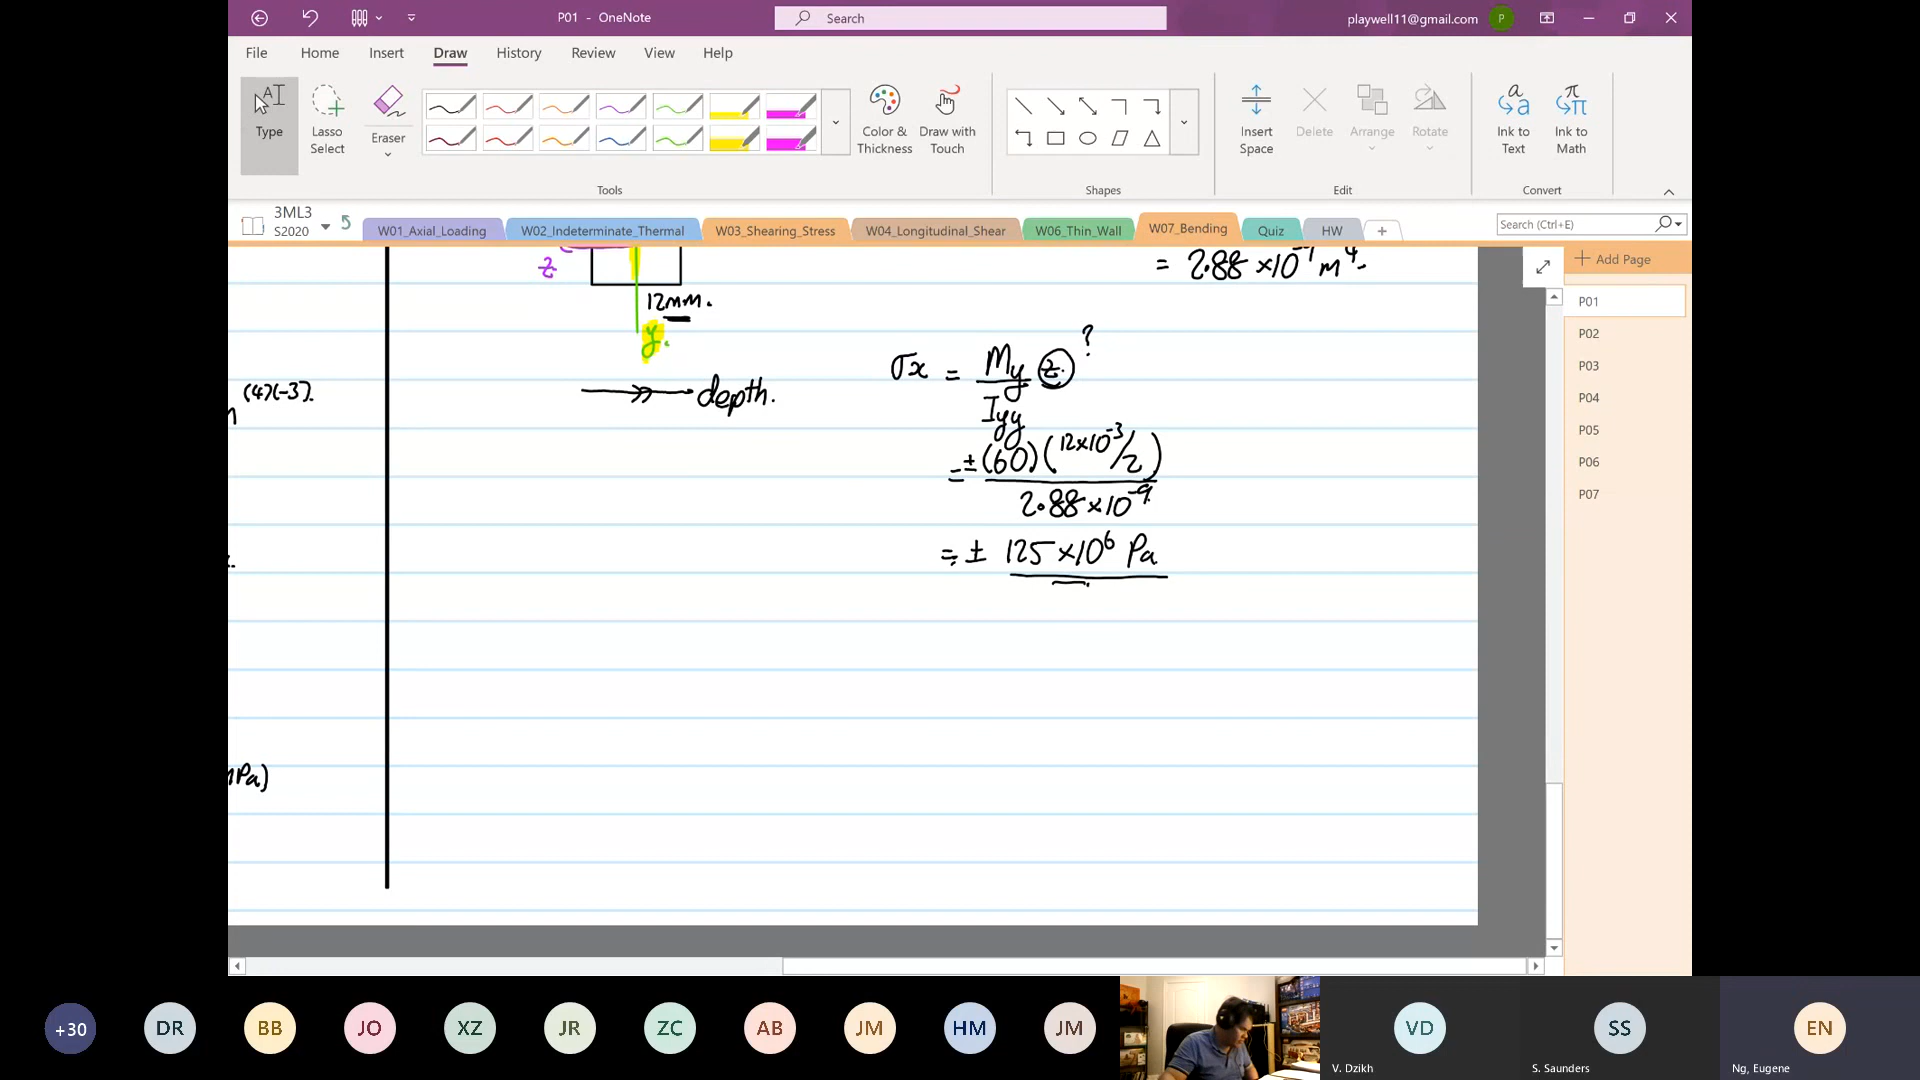 P01 - OneNote
Search
playwell11@gmail.com
P
File
Home
Insert
Draw
History
Review
View
Help
Type
Lasso
Select
Eraser
Color &
Thickness
Draw with
Touch
Insert
Space
Delete
Arrange
Rotate
Ink to
Text
Ink to
Math
Tools
Shapes
Edit
Convert
3ML3
S2020
W01_Axial_Loading
W02_Indeterminate_Thermal
W03_Shearing_Stress
W04_Longitudinal_Shear
W06_Thin_Wall
W07_Bending
Quiz
HW
Search (Ctrl+E)
Add Page
P01
P02
P03
P04
P05
P06
P07
z
12mm.
y.
depth.
(4)(-3).
MPa)
= 2.88 ×10⁻⁹ m⁴.
σx = My z ?
Iyy
= ± (60) (12×10⁻³/2)
2.88×10⁻⁹
= ± 125 ×10⁶ Pa
+30
DR
BB
JO
XZ
JR
ZC
AB
JM
HM
JM
VD
V. Dzikh
SS
S. Saunders
EN
Ng, Eugene